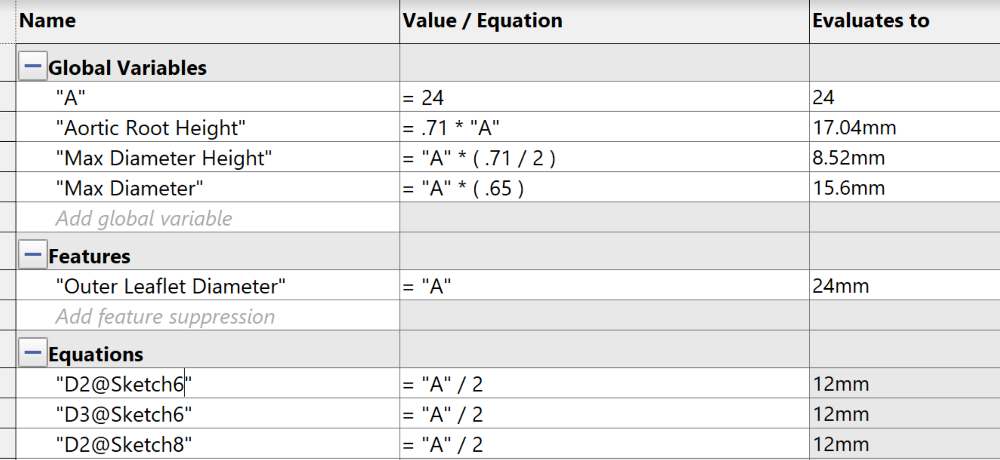 Name Value / Equation Evaluates to
Global Variables
"A" = 24 24
"Aortic Root Height" = .71 * "A" 17.04mm
"Max Diameter Height" = "A" * ( .71 / 2 ) 8.52mm
"Max Diameter" = "A" * ( .65 ) 15.6mm
Add global variable
Features
"Outer Leaflet Diameter" = "A" 24mm
Add feature suppression
Equations
"D2@Sketch6" = "A" / 2 12mm
"D3@Sketch6" = "A" / 2 12mm
"D2@Sketch8" = "A" / 2 12mm